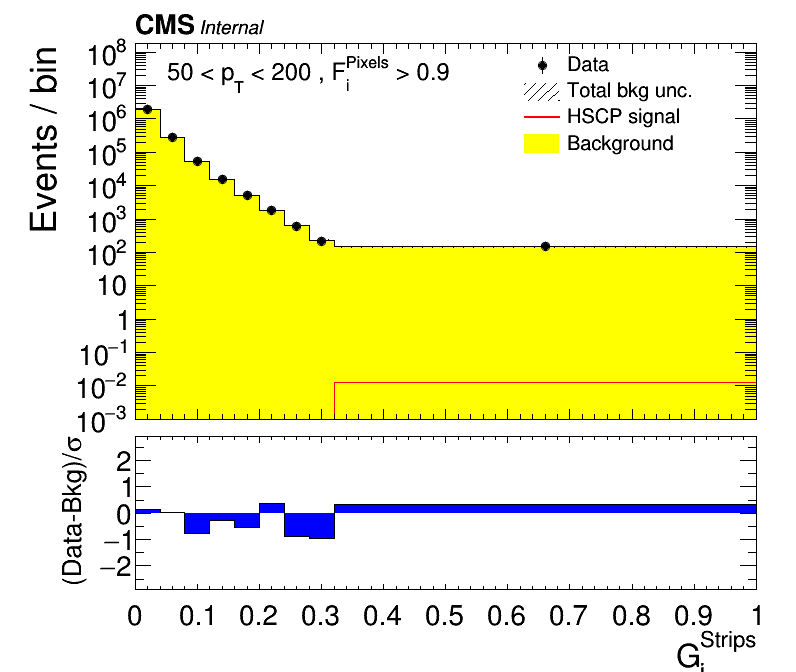 CMS Internal
50 < p_T < 200 , F_i^Pixels > 0.9
Data
Total bkg unc.
HSCP signal
Background
Events / bin
10^8
10^7
10^6
10^5
10^4
10^3
10^2
10
1
10^−1
10^−2
10^−3
(Data-Bkg)/σ
2
1
0
−1
−2
0 0.1 0.2 0.3 0.4 0.5 0.6 0.7 0.8 0.9 1
G_i^Strips